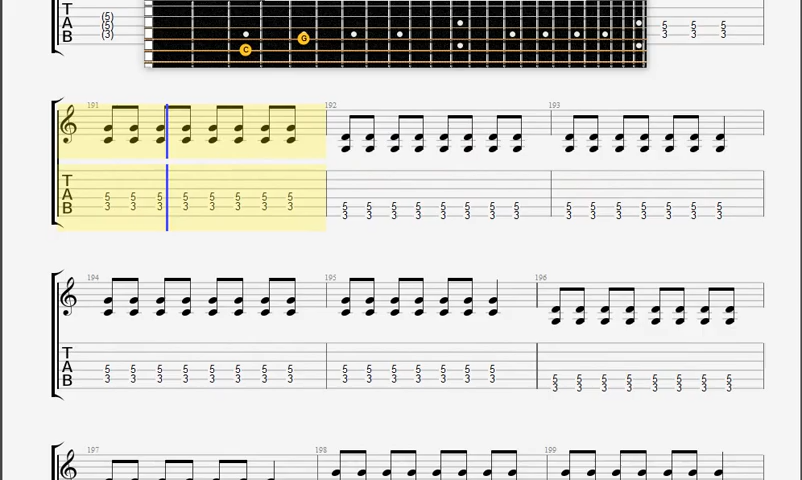 T
A
B
(5)
(5)
(3)
C
G
5 5 5
3 3 3
191 192 193
T
A
B
5 5 5 5 5 5 5 5
3 3 3 3 3 3 3 3
5 5 5 5 5 5 5 5 5 5 5 5 5 5 5
3 3 3 3 3 3 3 3 3 3 3 3 3 3 3
194 195 196
T
A
B
5 5 5 5 5 5 5 5 5 5 5 5 5 5 5
3 3 3 3 3 3 3 3 3 3 3 3 3 3 3
5 5 5 5 5 5 5 5
3 3 3 3 3 3 3 3
197 198 199